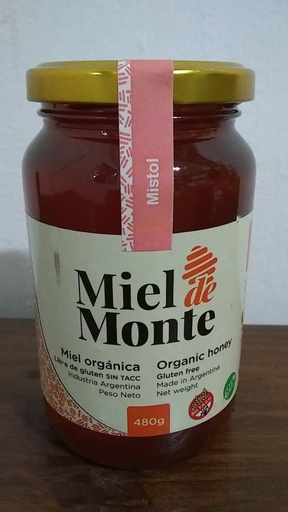 Mistol
Miel de
Monte
Miel orgánica
Libre de gluten SIN TACC
Industria Argentina
Peso Neto
Organic honey
Gluten free
Made in Argentina
Net weight
480g